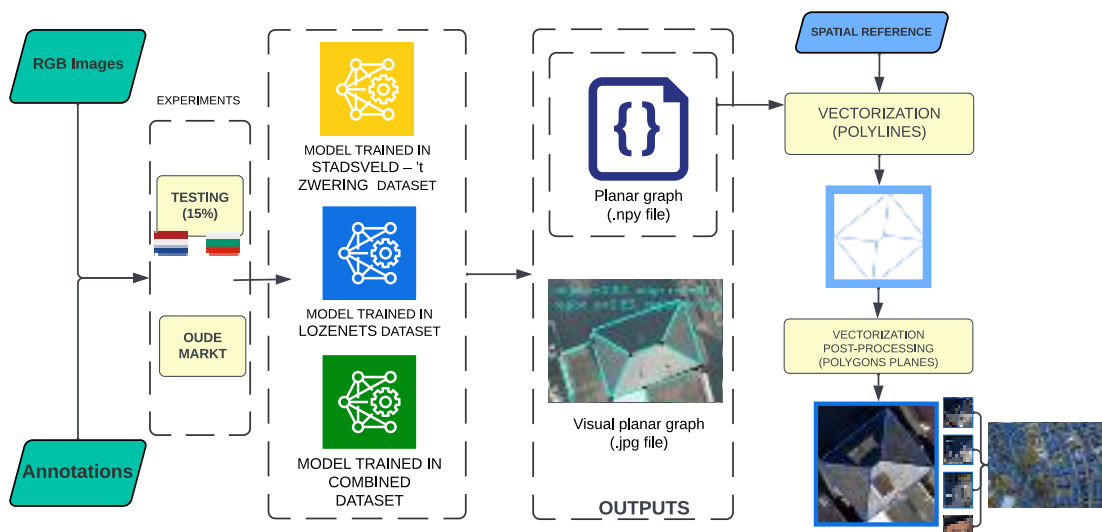 RGB Images
Annotations
EXPERIMENTS
TESTING
(15%)
OUDE
MARKT
MODEL TRAINED IN
STADSVELD – 't
ZWERING DATASET
MODEL TRAINED IN
LOZENETS DATASET
MODEL TRAINED IN
COMBINED
DATASET
{ }
Planar graph
(.npy file)
Visual planar graph
(.jpg file)
OUTPUTS
SPATIAL REFERENCE
VECTORIZATION
(POLYLINES)
VECTORIZATION
POST-PROCESSING
(POLYGONS PLANES)